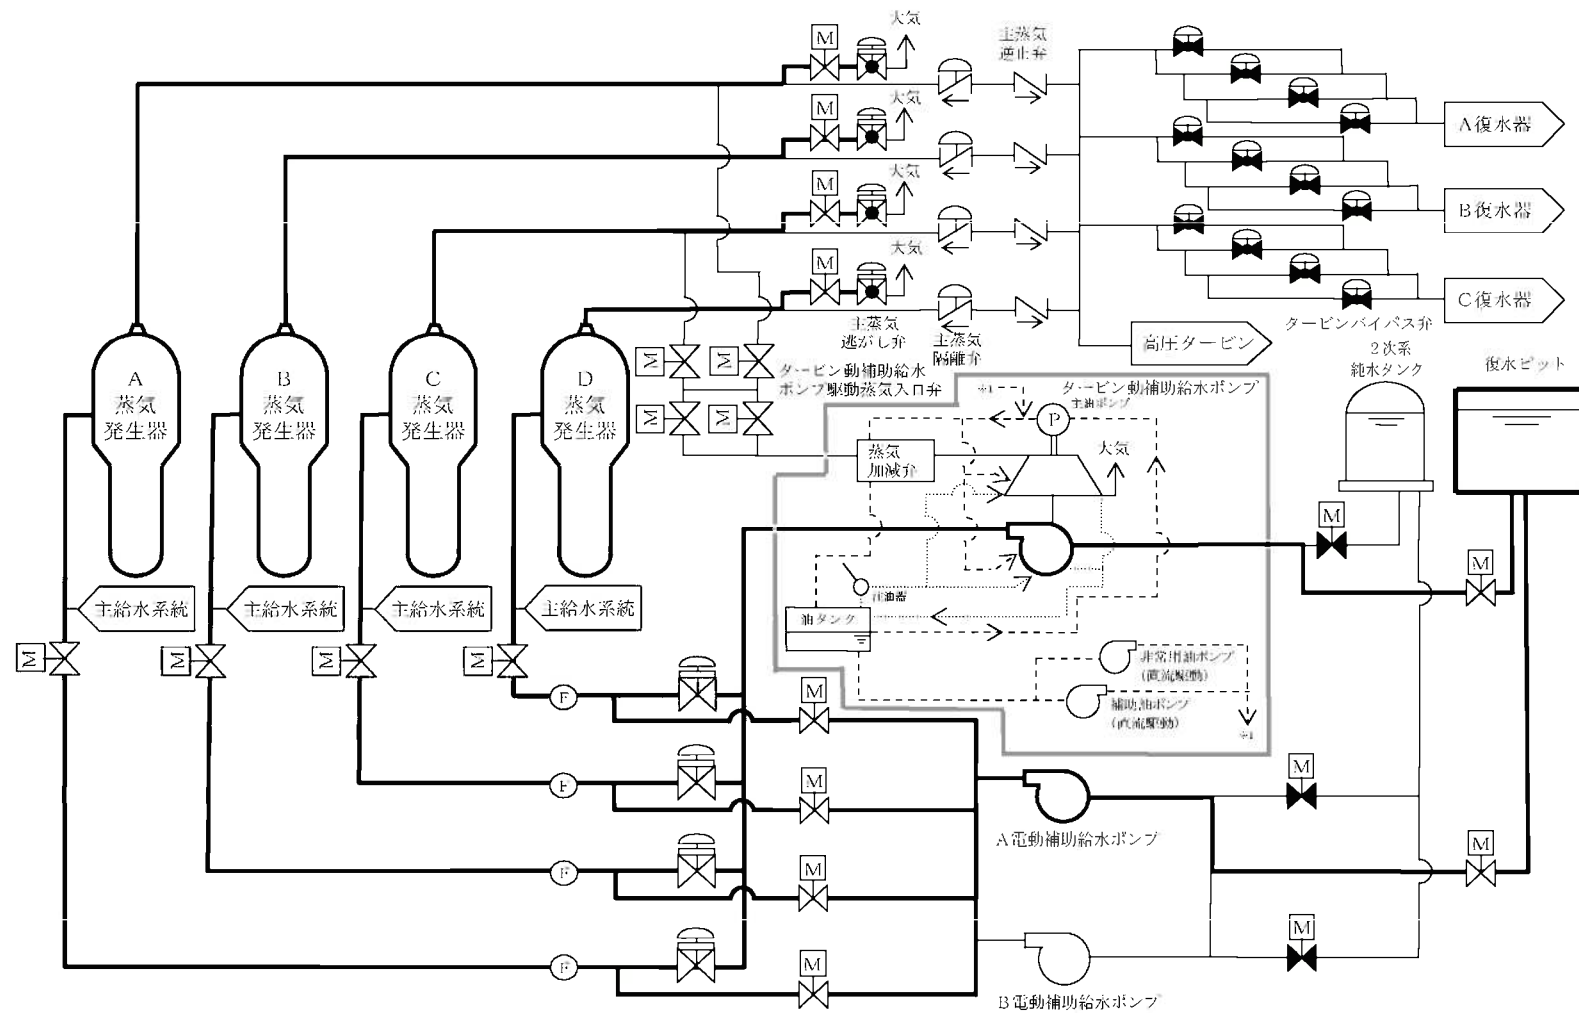 大気
M
主蒸気
逆止弁
大気
M
A復水器
大気
M
B復水器
大気
M
C復水器
主蒸気
逃がし弁
主蒸気
隔離弁
高圧タービン
タービンバイパス弁
2次系
純水タンク
復水ピット
M
M
タービン動補助給水
ポンプ駆動蒸気入口弁
M
M
A
蒸気
発生器
B
蒸気
発生器
C
蒸気
発生器
D
蒸気
発生器
※1
タービン動補助給水ポンプ
主油ポンプ
P
蒸気
加減弁
大気
M
M
注油器
油タンク
主給水系統
主給水系統
主給水系統
主給水系統
M
M
M
M
非常用油ポンプ
(直流駆動)
補助油ポンプ
(直流駆動)
※1
F
M
F
M
M
A電動補助給水ポンプ
F
M
M
F
M
M
B電動補助給水ポンプ